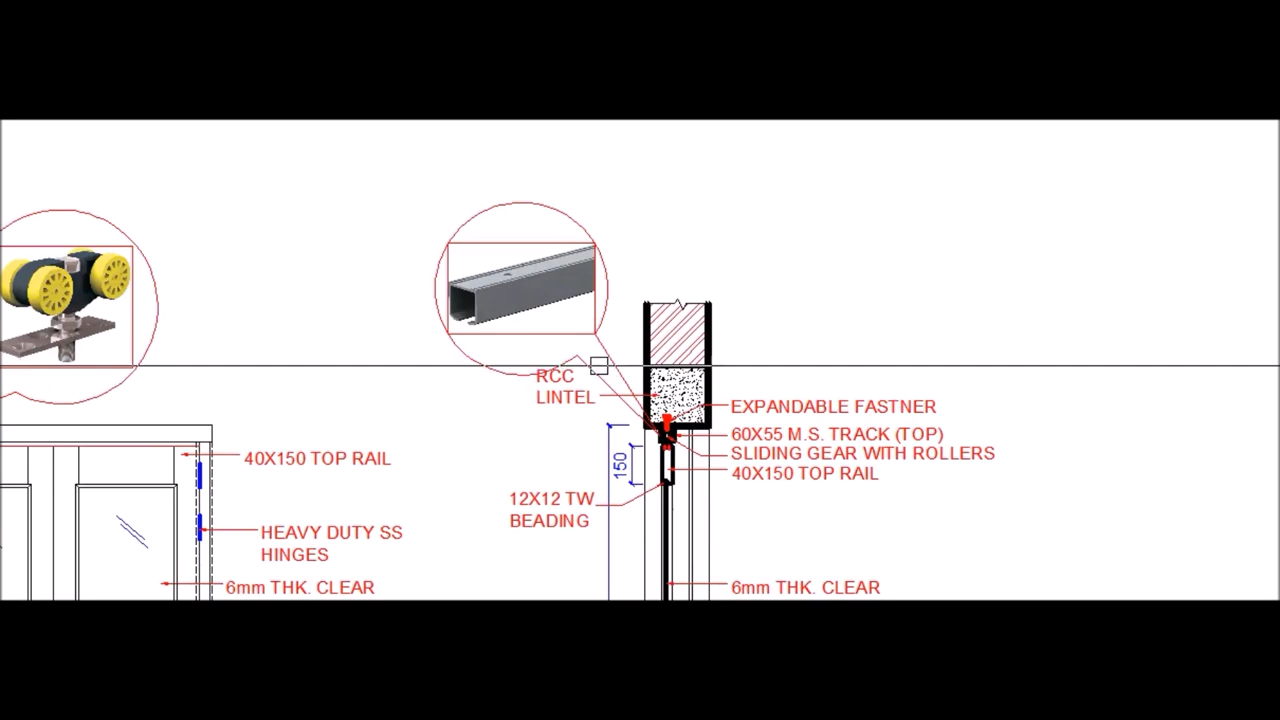 RCC
LINTEL
EXPANDABLE FASTNER
60X55 M.S. TRACK (TOP)
SLIDING GEAR WITH ROLLERS
40X150 TOP RAIL
150
12X12 TW
BEADING
40X150 TOP RAIL
HEAVY DUTY SS
HINGES
6mm THK. CLEAR
6mm THK. CLEAR